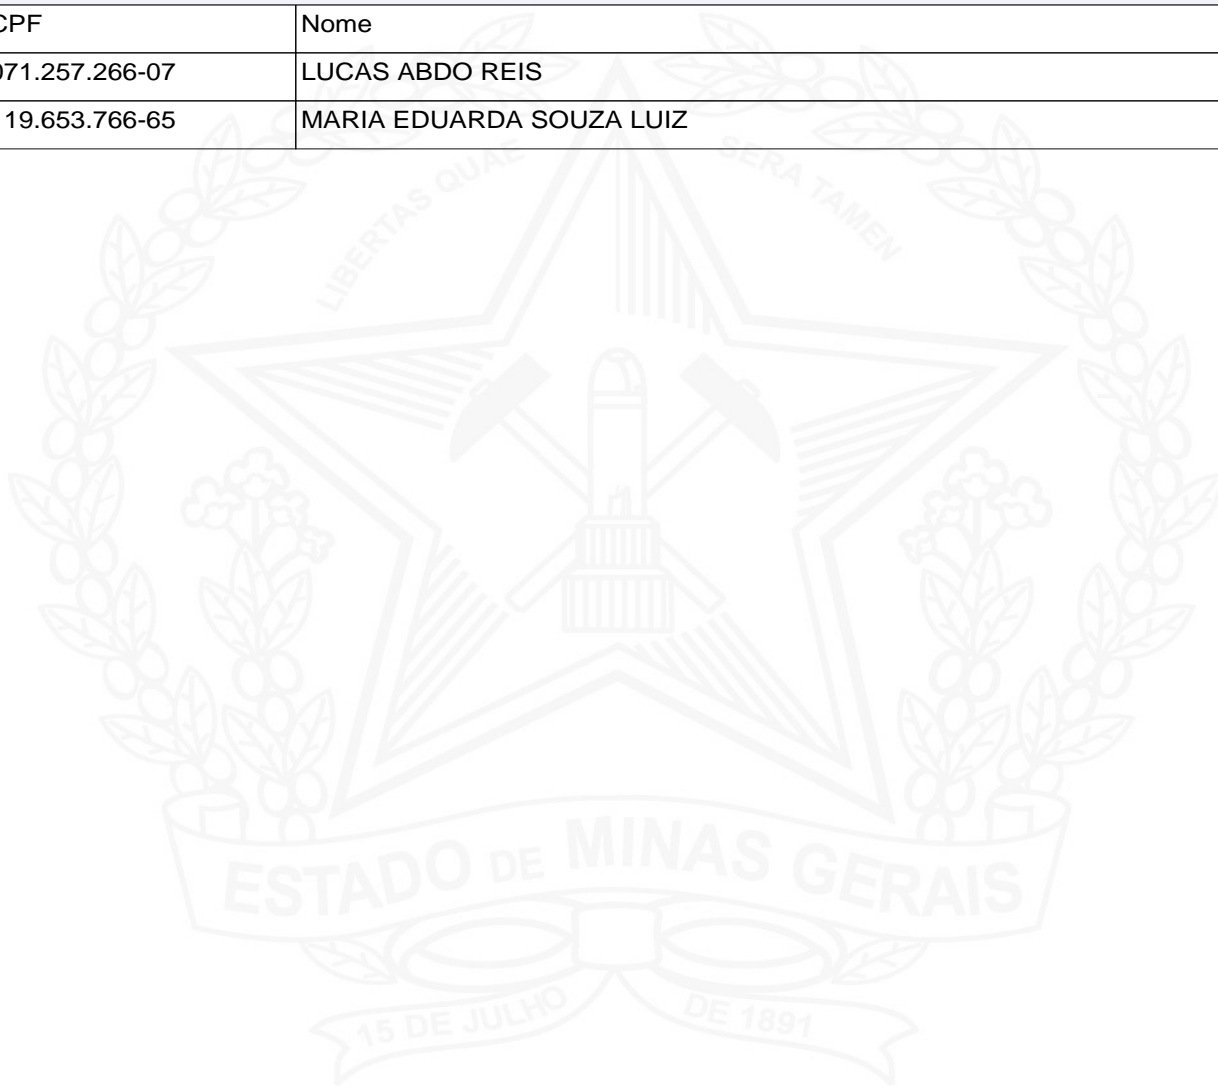 CPF Nome
071.257.266-07 LUCAS ABDO REIS
19.653.766-65 MARIA EDUARDA SOUZA LUIZ
LIBERTAS QUAE SERA TAMEN
ESTADO DE MINAS GERAIS
15 DE JULHO DE 1891